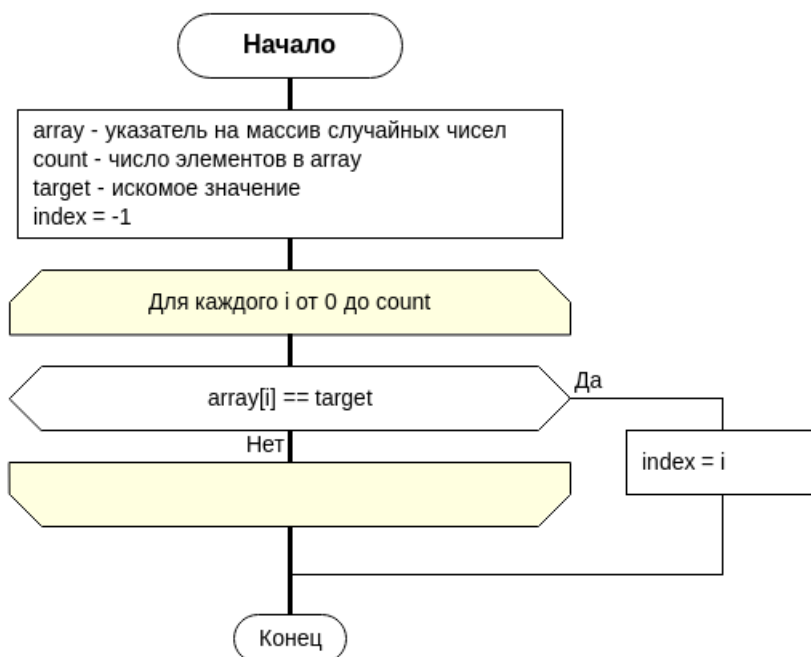 Начало
array - указатель на массив случайных чисел
count - число элементов в array
target - искомое значение
index = -1
Для каждого i от 0 до count
array[i] == target
Да
Нет
index = i
Конец